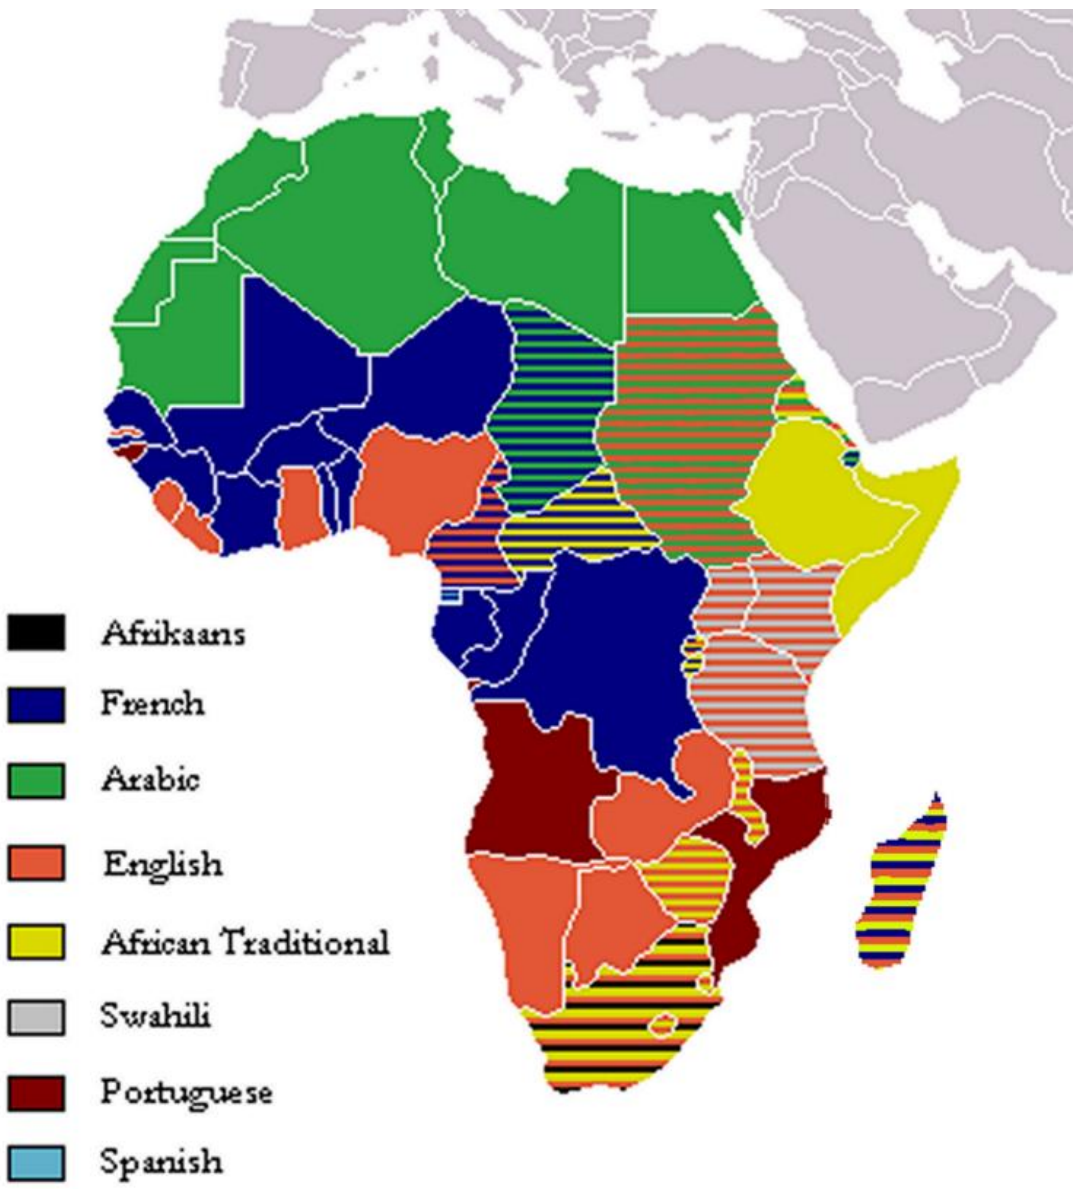 Afrikaans
French
Arabic
English
African Traditional
Swahili
Portuguese
Spanish